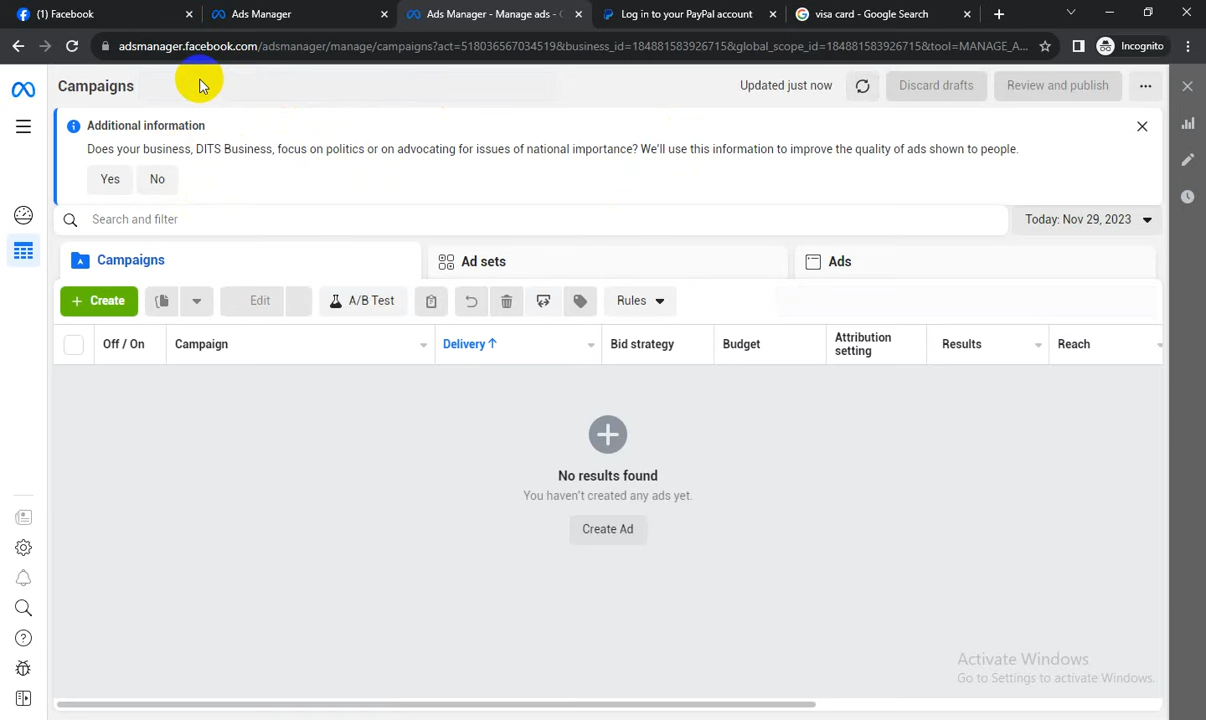 (1) Facebook
Ads Manager
Ads Manager - Manage ads - C
Log in to your PayPal account
visa card - Google Search
adsmanager.facebook.com/adsmanager/manage/campaigns?act=518036567034519&business_id=184881583926715&global_scope_id=184881583926715&tool=MANAGE_A...
Incognito
Campaigns
Updated just now
Discard drafts
Review and publish
Additional information
Does your business, DITS Business, focus on politics or on advocating for issues of national importance? We'll use this information to improve the quality of ads shown to people.
Yes
No
Search and filter
Today: Nov 29, 2023
Campaigns
Ad sets
Ads
+ Create
Edit
A/B Test
Rules
Off / On
Campaign
Delivery ↑
Bid strategy
Budget
Attribution
setting
Results
Reach
No results found
You haven't created any ads yet.
Create Ad
Activate Windows
Go to Settings to activate Windows.